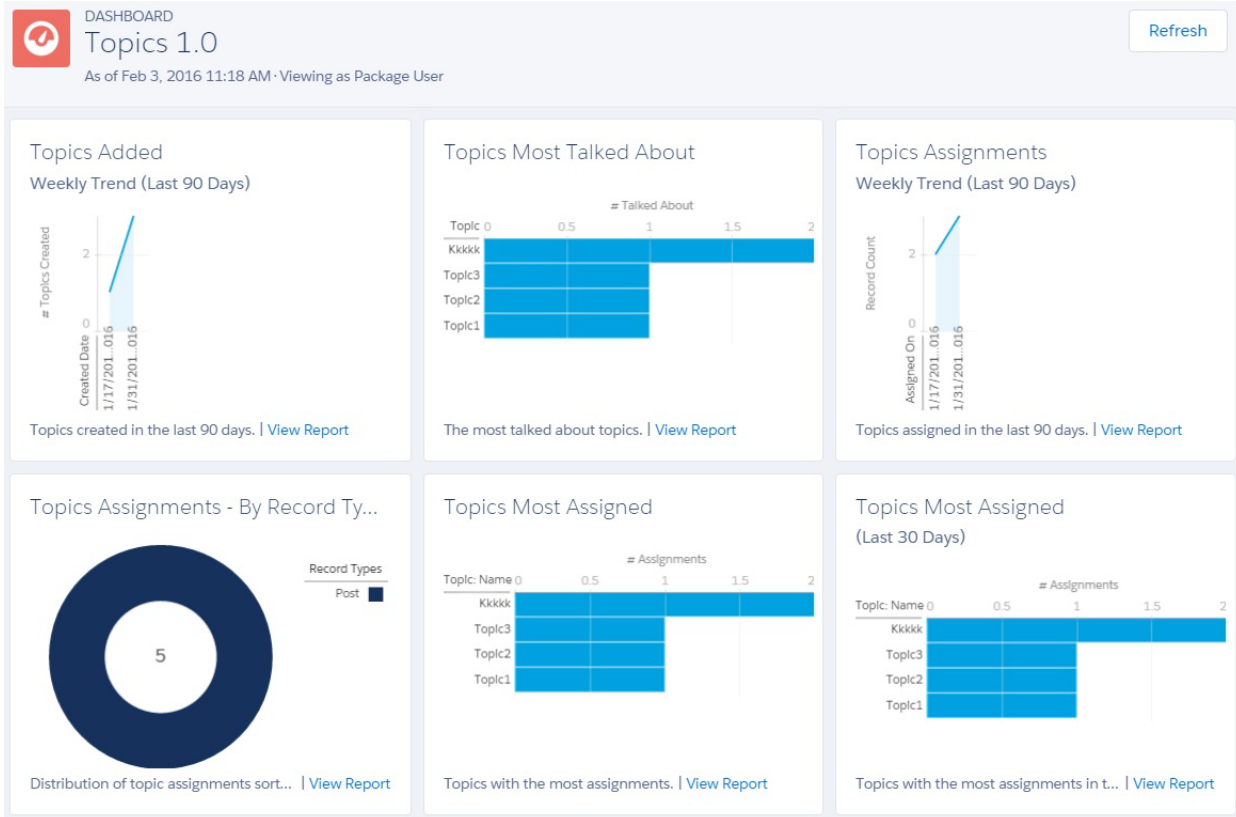 DASHBOARD
Topics 1.0
As of Feb 3, 2016 11:18 AM·Viewing as Package User
Refresh
Topics Added
Weekly Trend (Last 90 Days)
# Topics Created
2
0
Created Date
1/17/201...016
1/31/201...016
Topics created in the last 90 days. | View Report
Topics Most Talked About
# Talked About
Topic 0 0.5 1 1.5 2
Kkkkk
Topic3
Topic2
Topic1
The most talked about topics. | View Report
Topics Assignments
Weekly Trend (Last 90 Days)
Record Count
2
0
Assigned On
1/17/201...016
1/31/201...016
Topics assigned in the last 90 days. | View Report
Topics Assignments - By Record Ty...
Record Types
Post
5
Distribution of topic assignments sort... | View Report
Topics Most Assigned
# Assignments
Topic: Name 0 0.5 1 1.5 2
Kkkkk
Topic3
Topic2
Topic1
Topics with the most assignments. | View Report
Topics Most Assigned
(Last 30 Days)
# Assignments
Topic: Name 0 0.5 1 1.5 2
Kkkkk
Topic3
Topic2
Topic1
Topics with the most assignments in t... | View Report